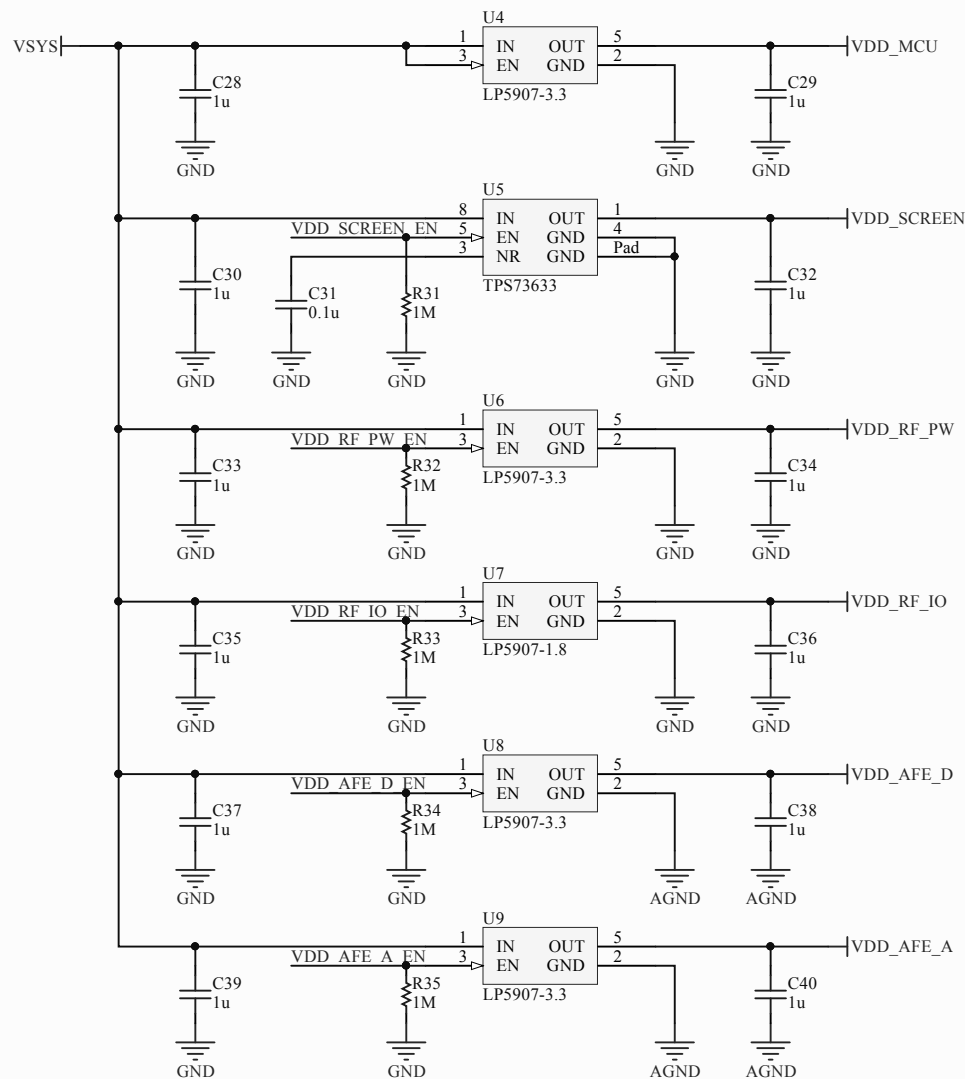 U4
VSYS 1 IN OUT 5 VDD_MCU
3 EN GND 2
LP5907-3.3
C28 C29
1u 1u
GND GND GND
U5
8 IN OUT 1 VDD_SCREEN
VDD_SCREEN_EN 5 EN GND 4
3 NR GND Pad
TPS73633
C30 C31 R31 C32
1u 0.1u 1M 1u
GND GND GND GND GND
U6
1 IN OUT 5 VDD_RF_PW
VDD_RF_PW_EN 3 EN GND 2
LP5907-3.3
C33 R32 C34
1u 1M 1u
GND GND GND GND
U7
1 IN OUT 5 VDD_RF_IO
VDD_RF_IO_EN 3 EN GND 2
LP5907-1.8
C35 R33 C36
1u 1M 1u
GND GND GND GND
U8
1 IN OUT 5 VDD_AFE_D
VDD_AFE_D_EN 3 EN GND 2
LP5907-3.3
C37 R34 C38
1u 1M 1u
GND GND AGND AGND
U9
1 IN OUT 5 VDD_AFE_A
VDD_AFE_A_EN 3 EN GND 2
LP5907-3.3
C39 R35 C40
1u 1M 1u
GND GND AGND AGND